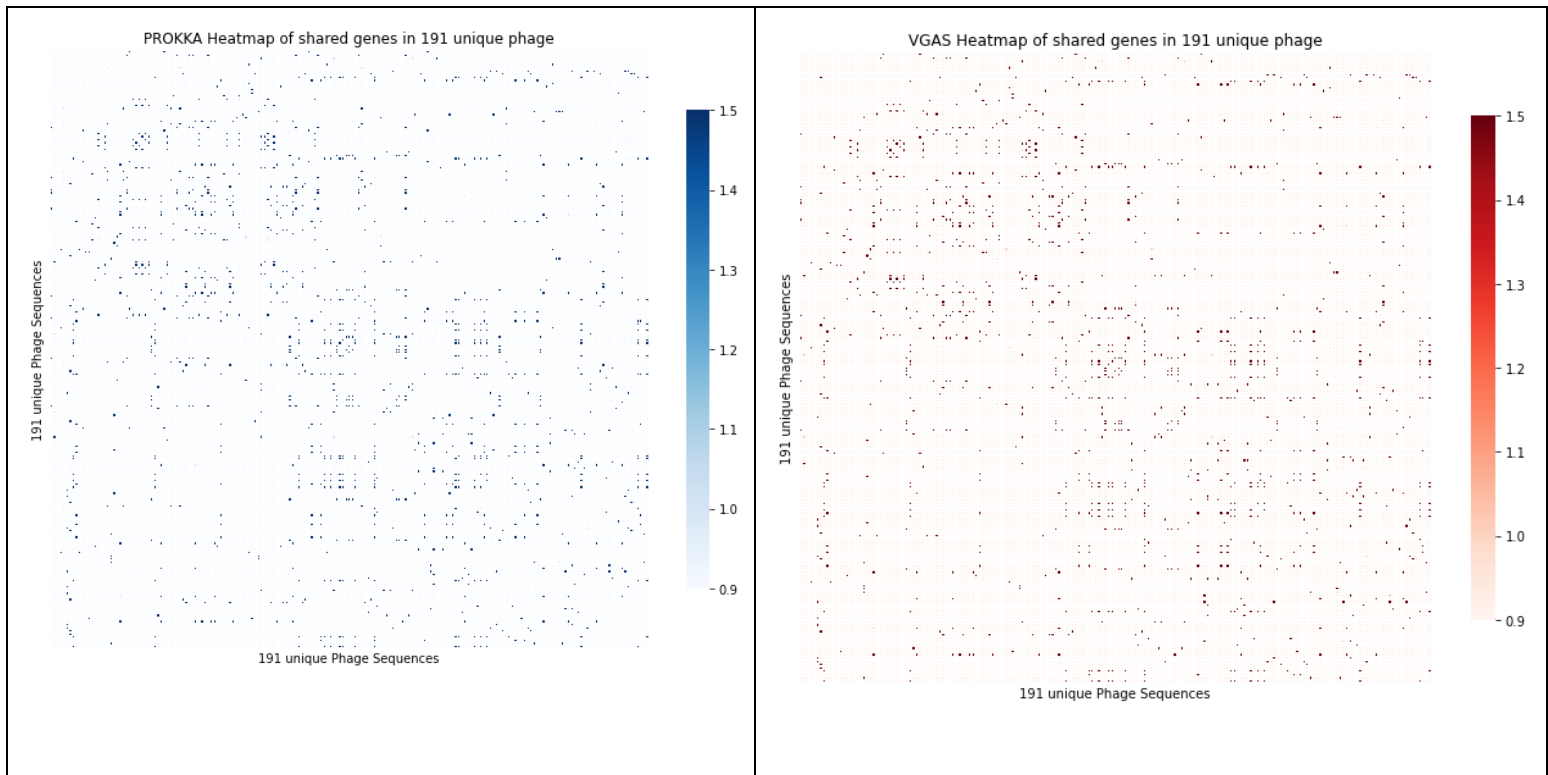 PROKKA Heatmap of shared genes in 191 unique phage
191 unique Phage Sequences
1.5
1.4
1.3
1.2
1.1
1.0
0.9
191 unique Phage Sequences
VGAS Heatmap of shared genes in 191 unique phage
191 unique Phage Sequences
1.5
1.4
1.3
1.2
1.1
1.0
0.9
191 unique Phage Sequences